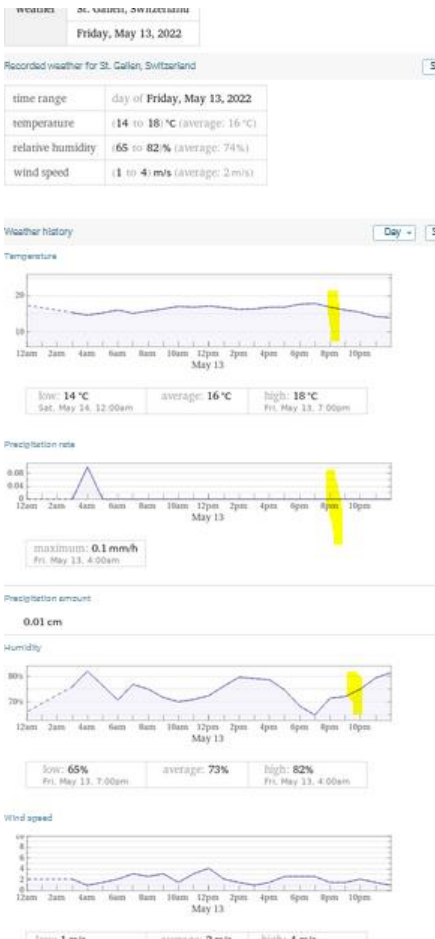 weather St. Gallen, Switzerland
Friday, May 13, 2022
Recorded weather for St. Gallen, Switzerland
time range day of Friday, May 13, 2022
temperature (14 to 18) °C (average: 16 °C)
relative humidity (65 to 82)% (average: 74%)
wind speed (1 to 4) m/s (average: 2 m/s)
Weather history Day
Temperature
20
10
12am 2am 4am 6am 8am 10am 12pm 2pm 4pm 6pm 8pm 10pm
May 13
low: 14 °C average: 16 °C high: 18 °C
Sat, May 14, 12:00am Fri, May 13, 7:00pm
Precipitation rate
0.08
0.04
0
12am 2am 4am 6am 8am 10am 12pm 2pm 4pm 6pm 8pm 10pm
May 13
maximum: 0.1 mm/h
Fri, May 13, 4:00am
Precipitation amount
0.01 cm
Humidity
80%
70%
12am 2am 4am 6am 8am 10am 12pm 2pm 4pm 6pm 8pm 10pm
May 13
low: 65% average: 73% high: 82%
Fri, May 13, 7:00pm Fri, May 13, 4:00am
Wind speed
10
8
6
4
2
0
12am 2am 4am 6am 8am 10am 12pm 2pm 4pm 6pm 8pm 10pm
May 13
low: 1 m/s average: 2 m/s high: 4 m/s